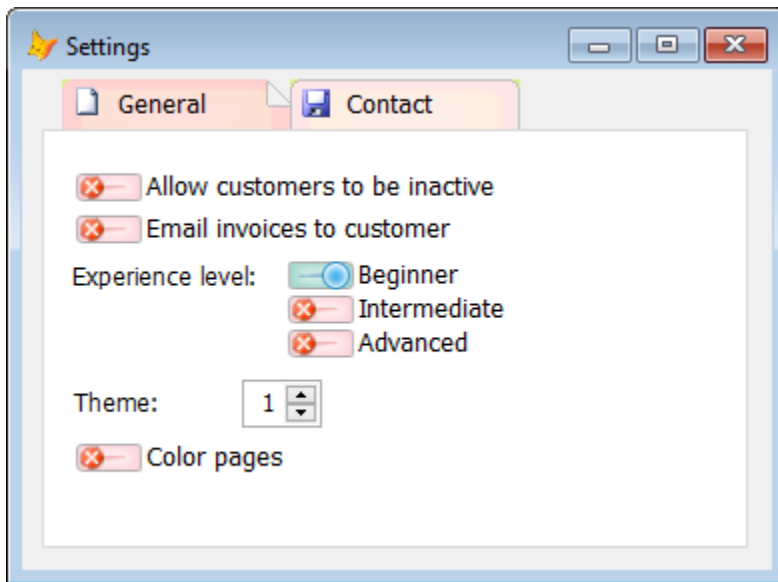 Settings
General Contact
Allow customers to be inactive
Email invoices to customer
Experience level: Beginner
Intermediate
Advanced
Theme: 1
Color pages